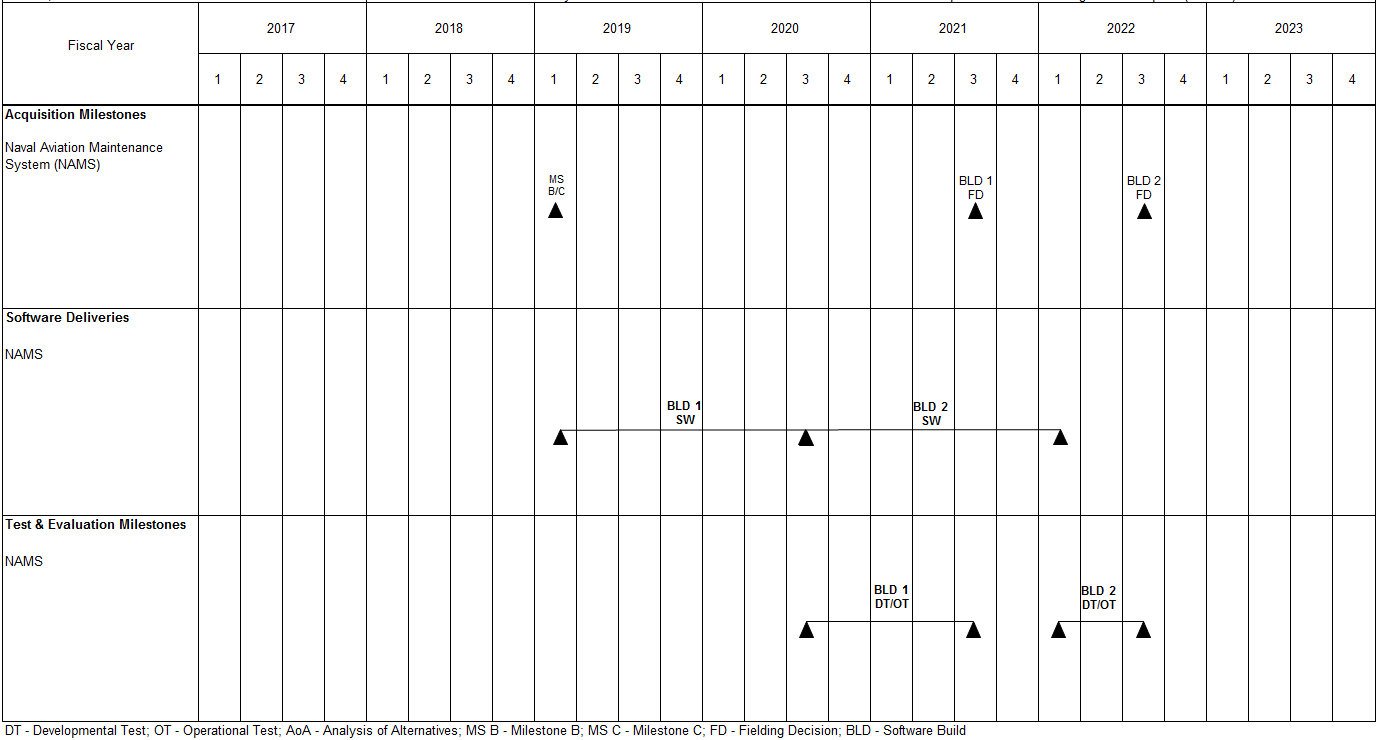 Fiscal Year
2017 2018 2019 2020 2021 2022 2023
1 2 3 4 1 2 3 4 1 2 3 4 1 2 3 4 1 2 3 4 1 2 3 4 1 2 3 4
Acquisition Milestones
Naval Aviation Maintenance
System (NAMS)
MS
B/C
BLD 1
FD
BLD 2
FD
Software Deliveries
NAMS
BLD 1
SW
BLD 2
SW
Test & Evaluation Milestones
NAMS
BLD 1
DT/OT
BLD 2
DT/OT
DT - Developmental Test; OT - Operational Test; AoA - Analysis of Alternatives; MS B - Milestone B; MS C - Milestone C; FD - Fielding Decision; BLD - Software Build